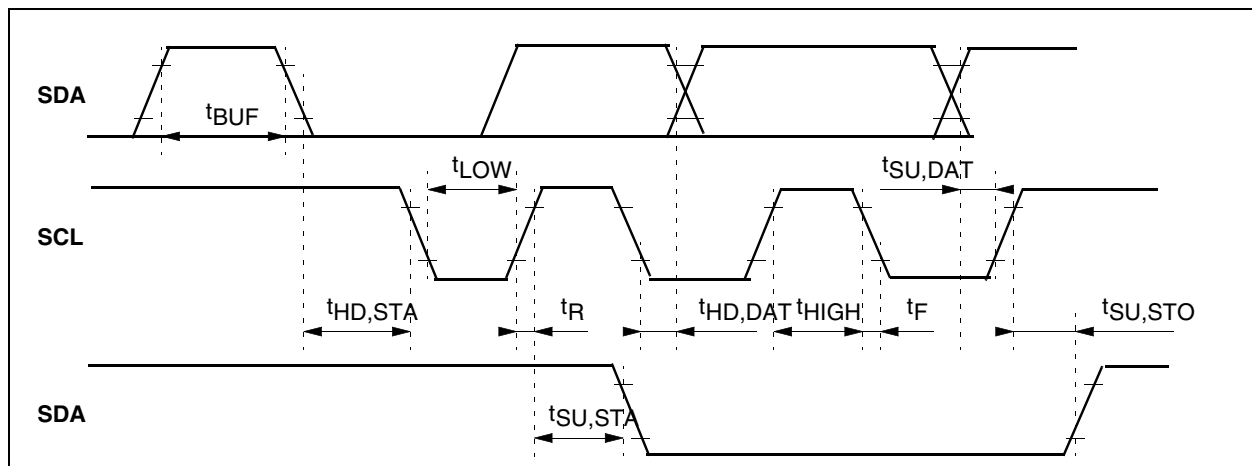 SDA
tBUF
tLOW
tSU,DAT
SCL
tHD,STA
tR
tHD,DAT
tHIGH
tF
tSU,STO
SDA
tSU,STA